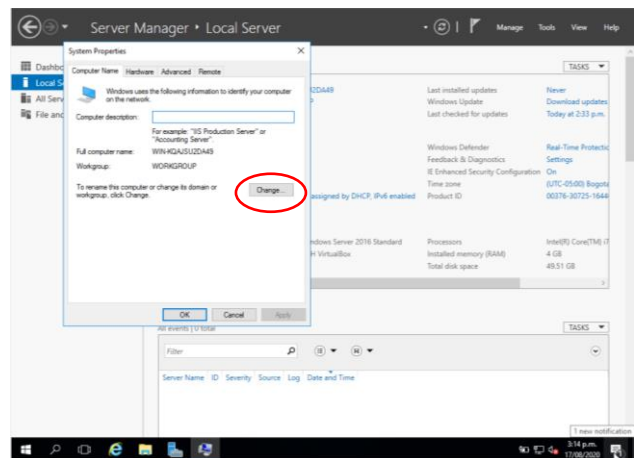 Server Manager • Local Server
Manage Tools View Help
System Properties
Computer Name Hardware Advanced Remote
Windows uses the following information to identify your computer
on the network.
Computer description:
For example: "IIS Production Server" or
"Accounting Server".
Full computer name: WIN-KQAJSU2DA49
Workgroup: WORKGROUP
To rename this computer or change its domain or
workgroup, click Change.
Change...
OK Cancel Apply
Dashbo
Local S
All Serv
File and
TASKS
J2DA49
Last installed updates Never
Windows Update Download updates
Last checked for updates Today at 2:33 p.m.
Windows Defender Real-Time Protectic
Feedback & Diagnostics Settings
IE Enhanced Security Configuration On
Time zone (UTC-05:00) Bogota
assigned by DHCP, IPv6 enabled Product ID 00376-30725-1644
ndows Server 2016 Standard Processors Intel(R) Core(TM) i7
H VirtualBox Installed memory (RAM) 4 GB
Total disk space 49.51 GB
All events | 0 total
TASKS
Filter
Server Name ID Severity Source Log Date and Time
1 new notification
3:14 p.m.
17/08/2020